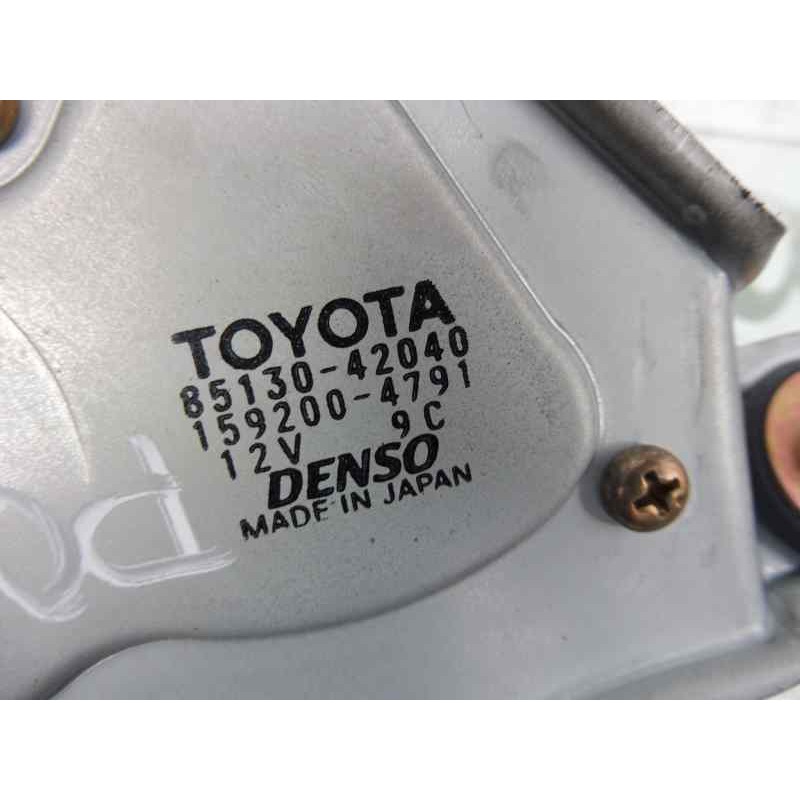 TOYOTA
85130-42040
159200-4791
12V 9C
DENSO
MADE IN JAPAN